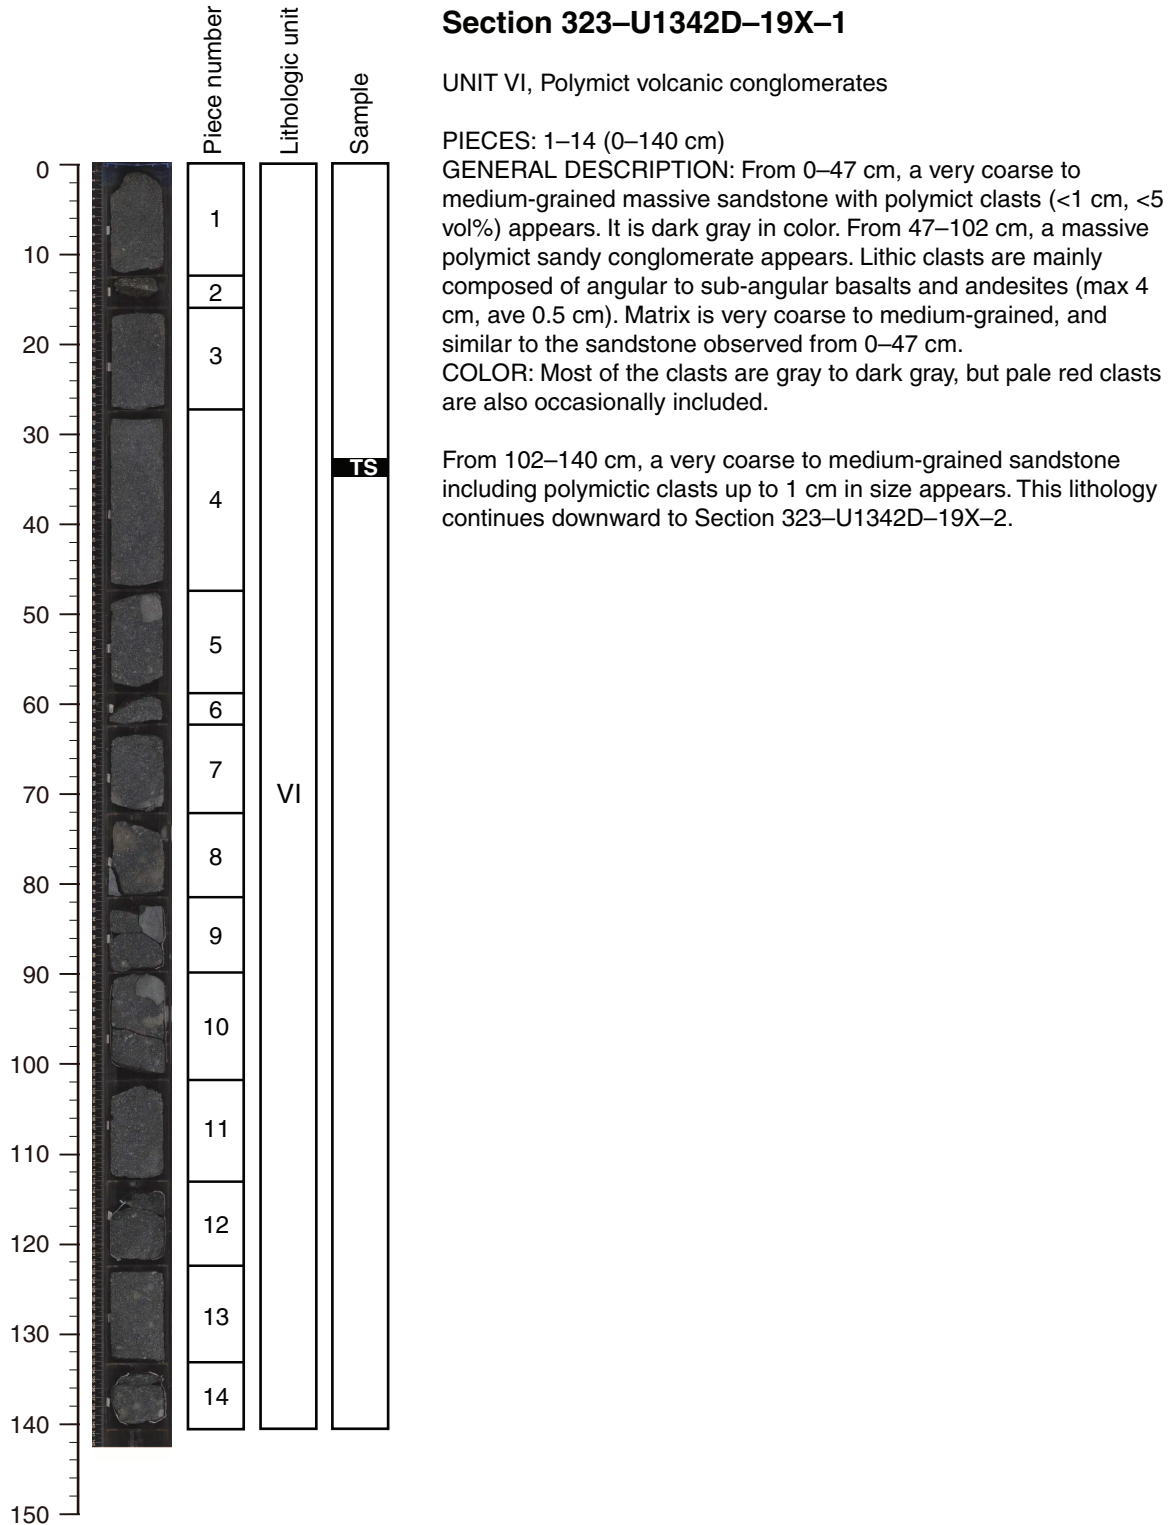 Section 323–U1342D–19X–1
UNIT VI, Polymict volcanic conglomerates
PIECES: 1–14 (0–140 cm)
GENERAL DESCRIPTION: From 0–47 cm, a very coarse to
medium-grained massive sandstone with polymict clasts (<1 cm, <5
vol%) appears. It is dark gray in color. From 47–102 cm, a massive
polymict sandy conglomerate appears. Lithic clasts are mainly
composed of angular to sub-angular basalts and andesites (max 4
cm, ave 0.5 cm). Matrix is very coarse to medium-grained, and
similar to the sandstone observed from 0–47 cm.
COLOR: Most of the clasts are gray to dark gray, but pale red clasts
are also occasionally included.
From 102–140 cm, a very coarse to medium-grained sandstone
including polymictic clasts up to 1 cm in size appears. This lithology
continues downward to Section 323–U1342D–19X–2.
Piece number
Lithologic unit
Sample
0
10
20
30
40
50
60
70
80
90
100
110
120
130
140
150
1
2
3
4
5
6
7
8
9
10
11
12
13
14
VI
TS